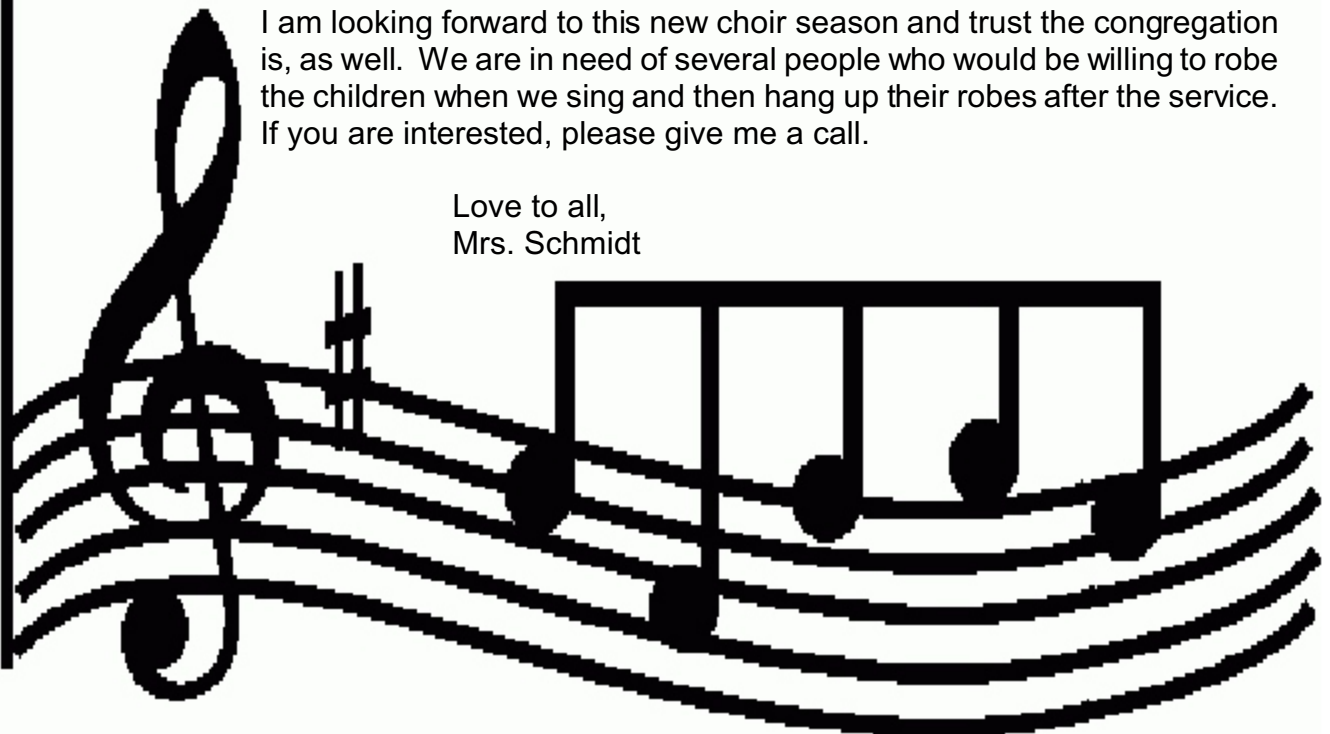 I am looking forward to this new choir season and trust the congregation
is, as well.  We are in need of several people who would be willing to robe
the children when we sing and then hang up their robes after the service.
If you are interested, please give me a call.
Love to all,
Mrs. Schmidt